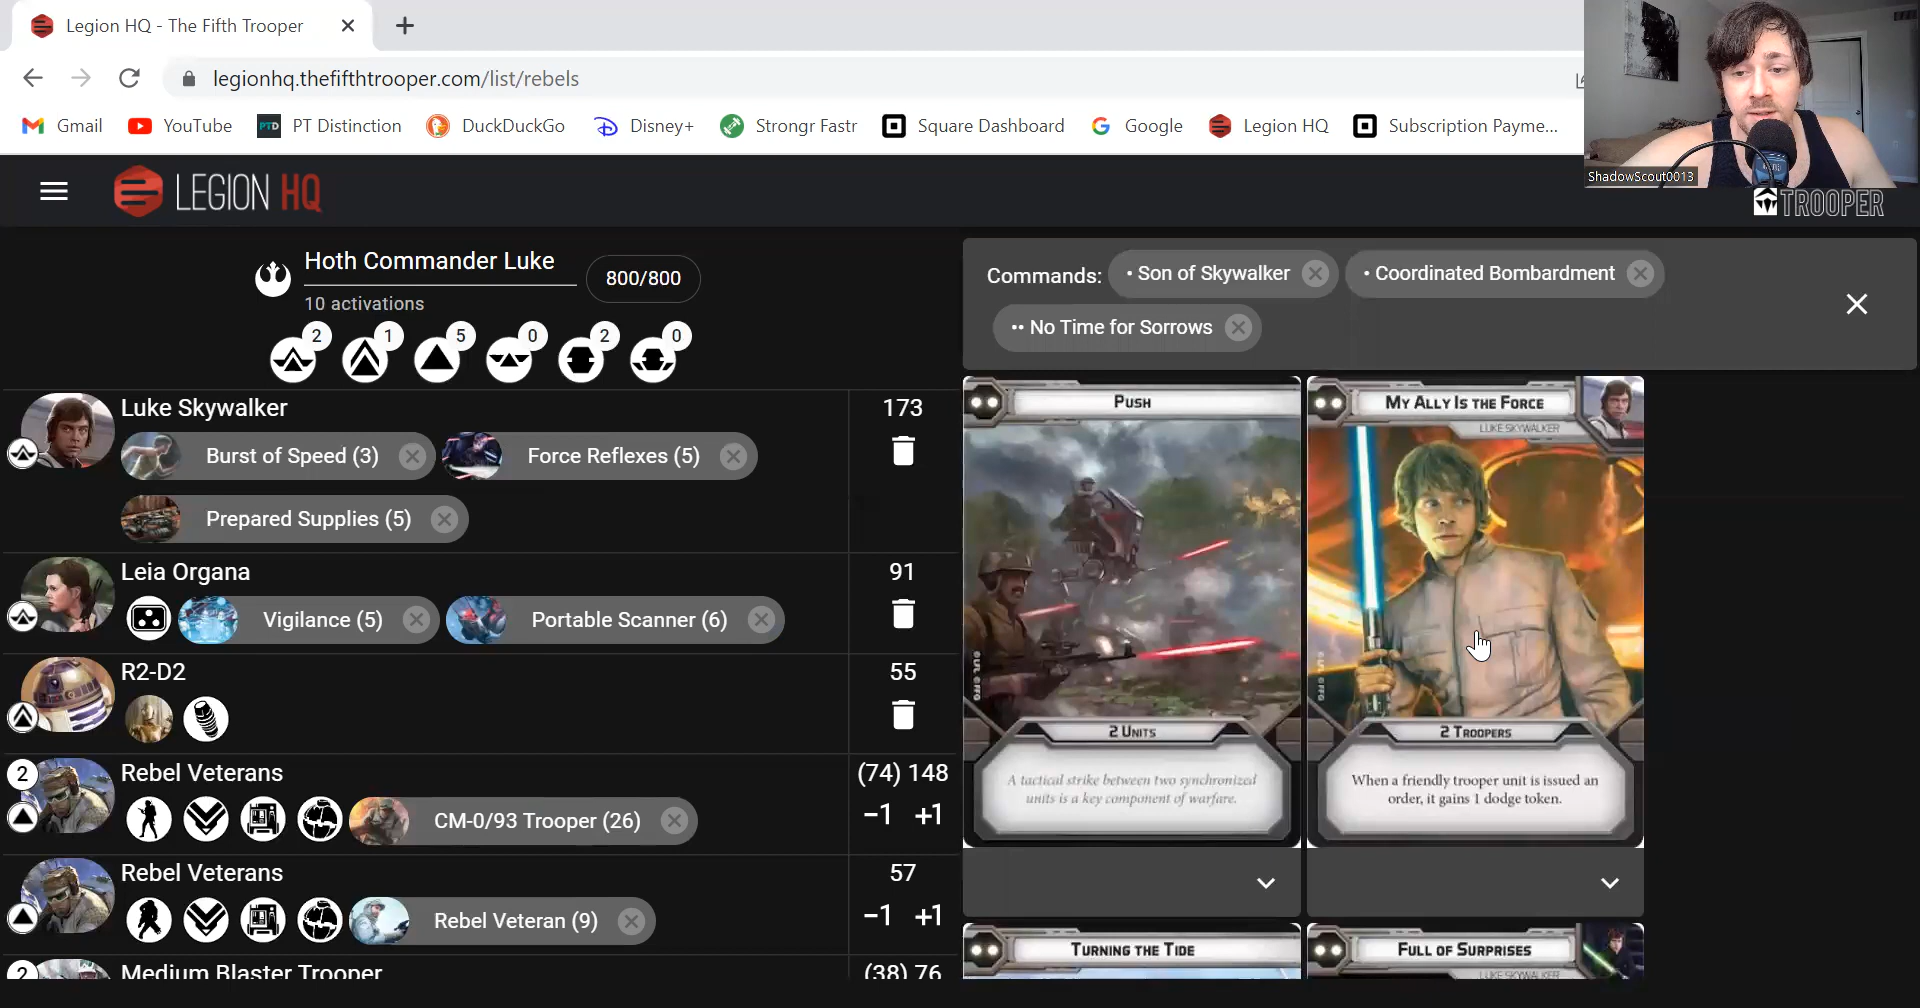 Legion HQ - The Fifth Trooper
legionhq.thefifthtrooper.com/list/rebels
Gmail YouTube PT Distinction DuckDuckGo Disney+ Strongr Fastr Square Dashboard Google Legion HQ Subscription Payme...
PTD
ShadowScout0013
LEGION HQ
TROOPER
Hoth Commander Luke
800/800
10 activations
2 1 5 0 2 0
Commands: • Son of Skywalker • Coordinated Bombardment
•• No Time for Sorrows
Luke Skywalker 173
Burst of Speed (3) Force Reflexes (5)
Prepared Supplies (5)
Leia Organa 91
Vigilance (5) Portable Scanner (6)
R2-D2 55
2 Rebel Veterans (74) 148
CM-0/93 Trooper (26) −1 +1
Rebel Veterans 57
Rebel Veteran (9) −1 +1
2 Medium Blaster Trooper (38) 76
PUSH
2 UNITS
A tactical strike between two synchronized
units is a key component of warfare.
MY ALLY IS THE FORCE
LUKE SKYWALKER
2 TROOPERS
When a friendly trooper unit is issued an
order, it gains 1 dodge token.
TURNING THE TIDE
FULL OF SURPRISES
LUKE SKYWALKER